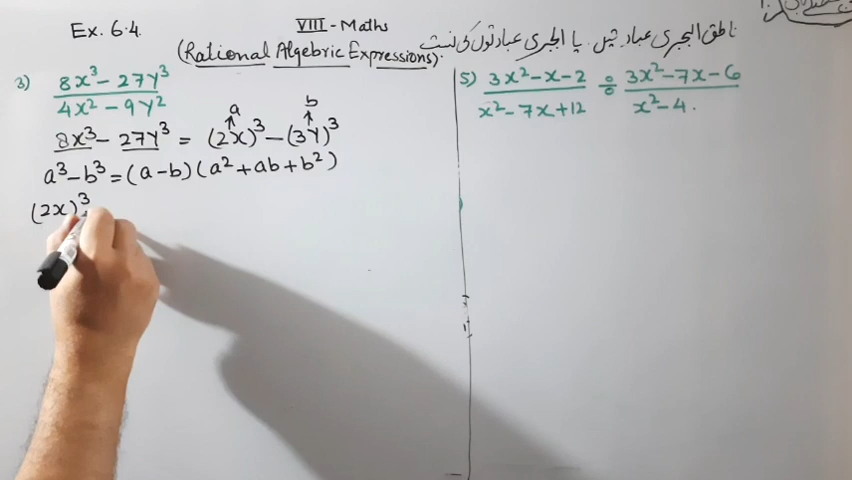 Ex. 6.4.
VIII - Maths
(Rational Algebric Expressions).
ناطق الجبری عبارتیں. یا الجبری عبارتوں کی نسبت
3) (8x³ - 27y³)/(4x² - 9y²)
a b
8x³ - 27y³ = (2x)³ - (3y)³
a³ - b³ = (a - b)(a² + ab + b²)
(2x)³
5) (3x² - x - 2)/(x² - 7x + 12) ÷ (3x² - 7x - 6)/(x² - 4.)